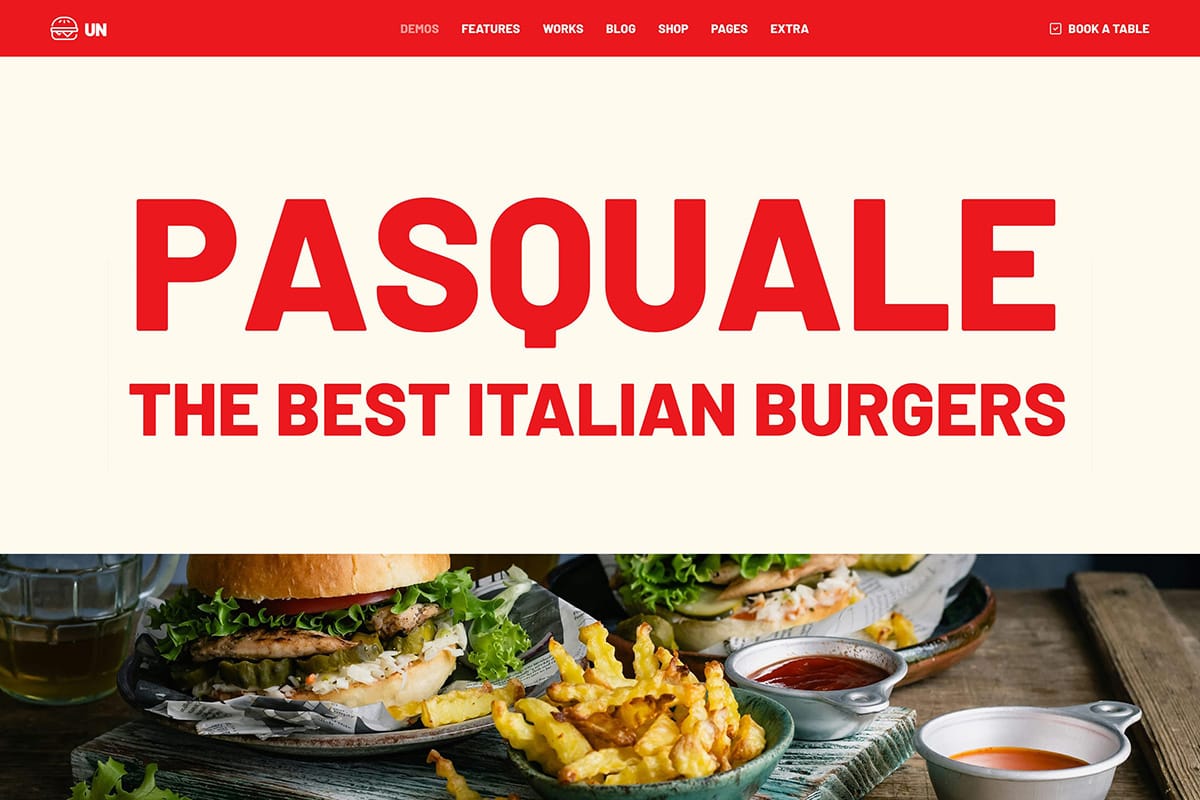 UN
DEMOS FEATURES WORKS BLOG SHOP PAGES EXTRA
BOOK A TABLE
PASQUALE
THE BEST ITALIAN BURGERS